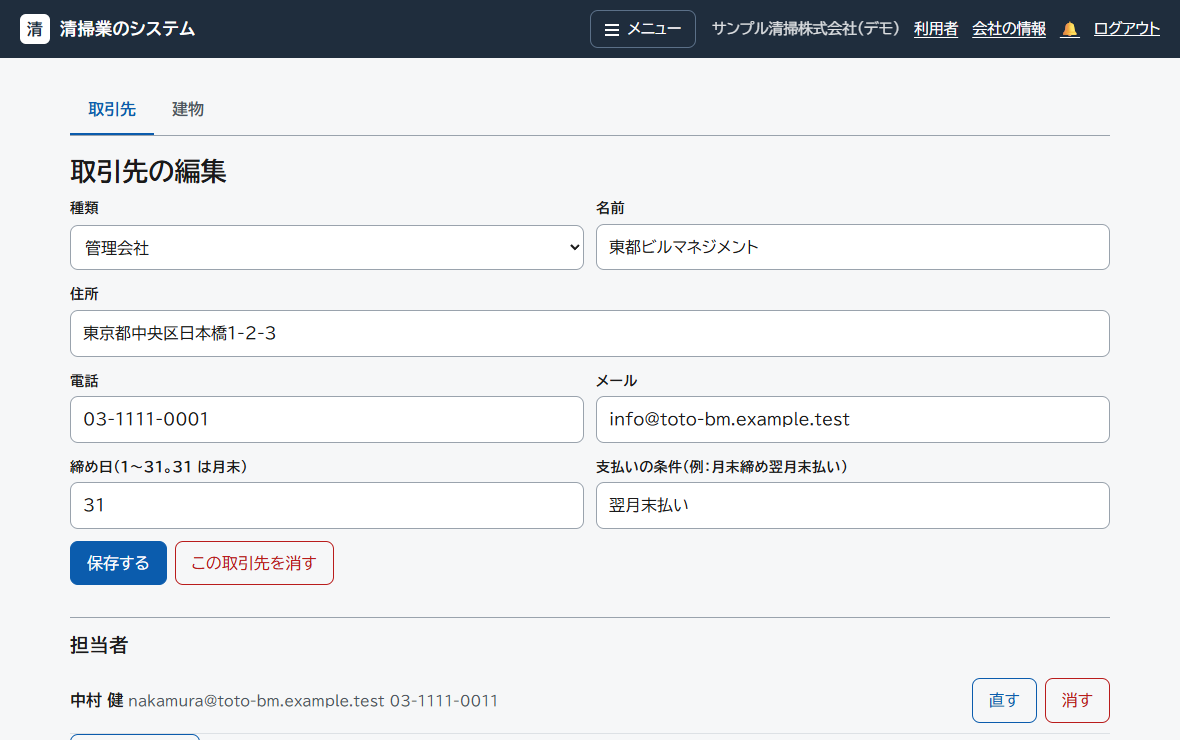 清 清掃業のシステム メニュー サンプル清掃株式会社(デモ) 利用者 会社の情報 ログアウト
取引先 建物
取引先の編集
種類 名前
管理会社 東都ビルマネジメント
住所
東京都中央区日本橋1-2-3
電話 メール
03-1111-0001 info@toto-bm.example.test
締め日(1〜31。31 は月末) 支払いの条件(例:月末締め翌月末払い)
31 翌月末払い
保存する この取引先を消す
担当者
中村 健 nakamura@toto-bm.example.test 03-1111-0011 直す 消す